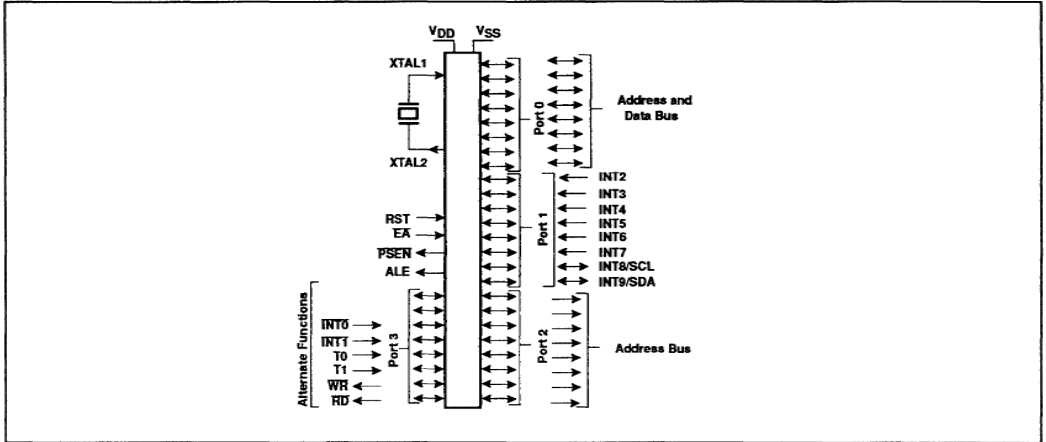 VDD VSS
XTAL1
XTAL2
Port 0
Address and
Data Bus
RST
EA
PSEN
ALE
Port 1
INT2
INT3
INT4
INT5
INT6
INT7
INT8/SCL
INT9/SDA
Alternate Functions
INT0
INT1
T0
T1
WR
RD
Port 3
Port 2
Address Bus